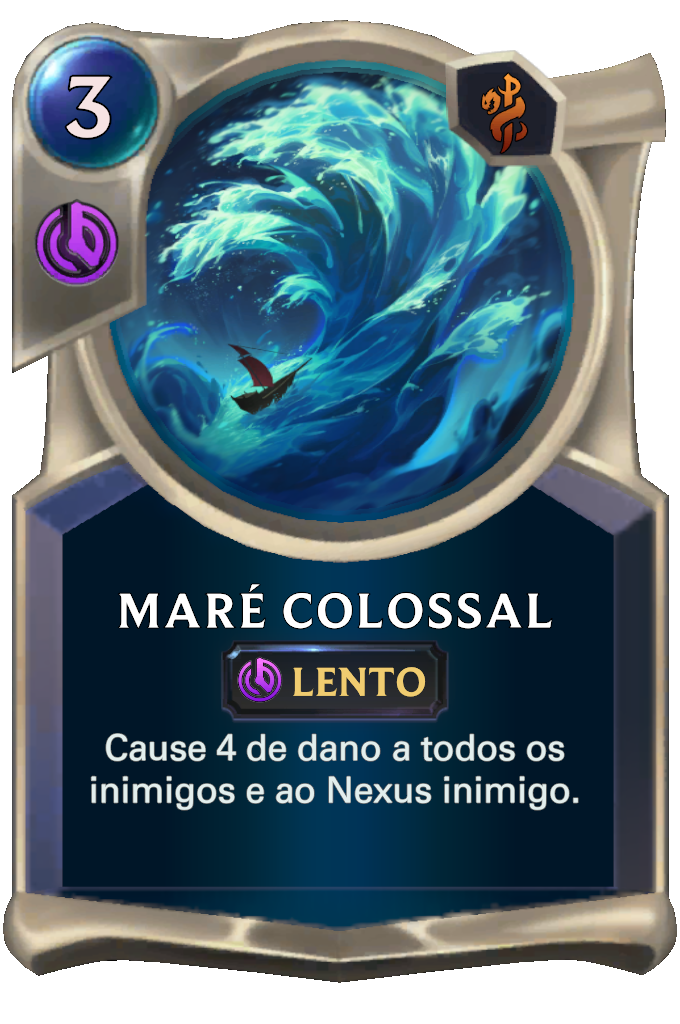 3
MARÉ COLOSSAL
LENTO
Cause 4 de dano a todos os
inimigos e ao Nexus inimigo.